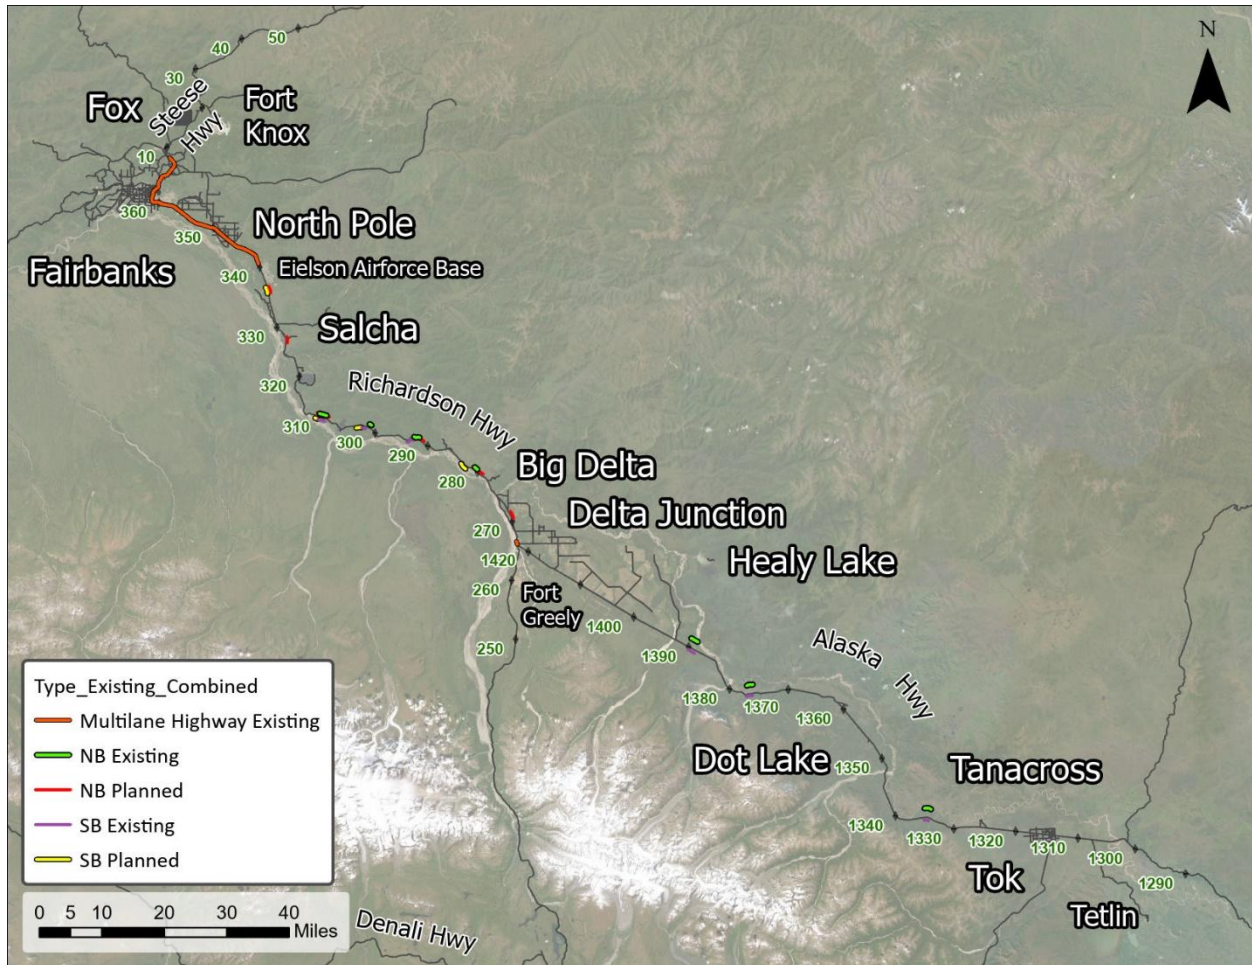 50
40
N
30
Fox
Steese
Hwy
Fort
Knox
10
360
350
North Pole
Fairbanks
340
Eielson Airforce Base
330
Salcha
320
Richardson Hwy
310
300
290
280
Big Delta
270
Delta Junction
1420
Healy Lake
260
Fort
Greely
1400
250
1390
Alaska
Hwy
1380
1370
1360
Dot Lake
1350
Tanacross
1340
1330
1320
1310
1300
1290
Tok
Tetlin
Type_Existing_Combined
Multilane Highway Existing
NB Existing
NB Planned
SB Existing
SB Planned
0 5 10 20 30 40
Miles
Denali Hwy